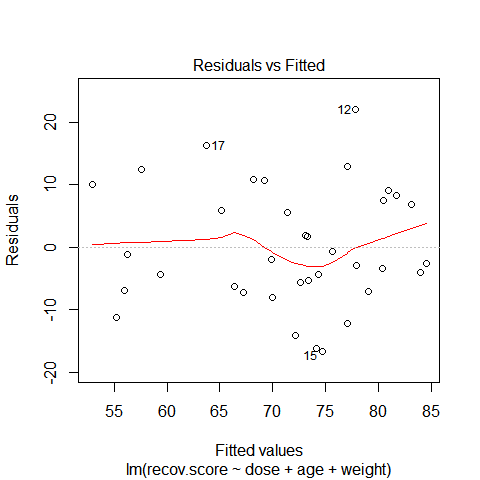 Residuals vs Fitted
Residuals
20
10
0
-10
-20
12
17
15
55 60 65 70 75 80 85
Fitted values
lm(recov.score ~ dose + age + weight)